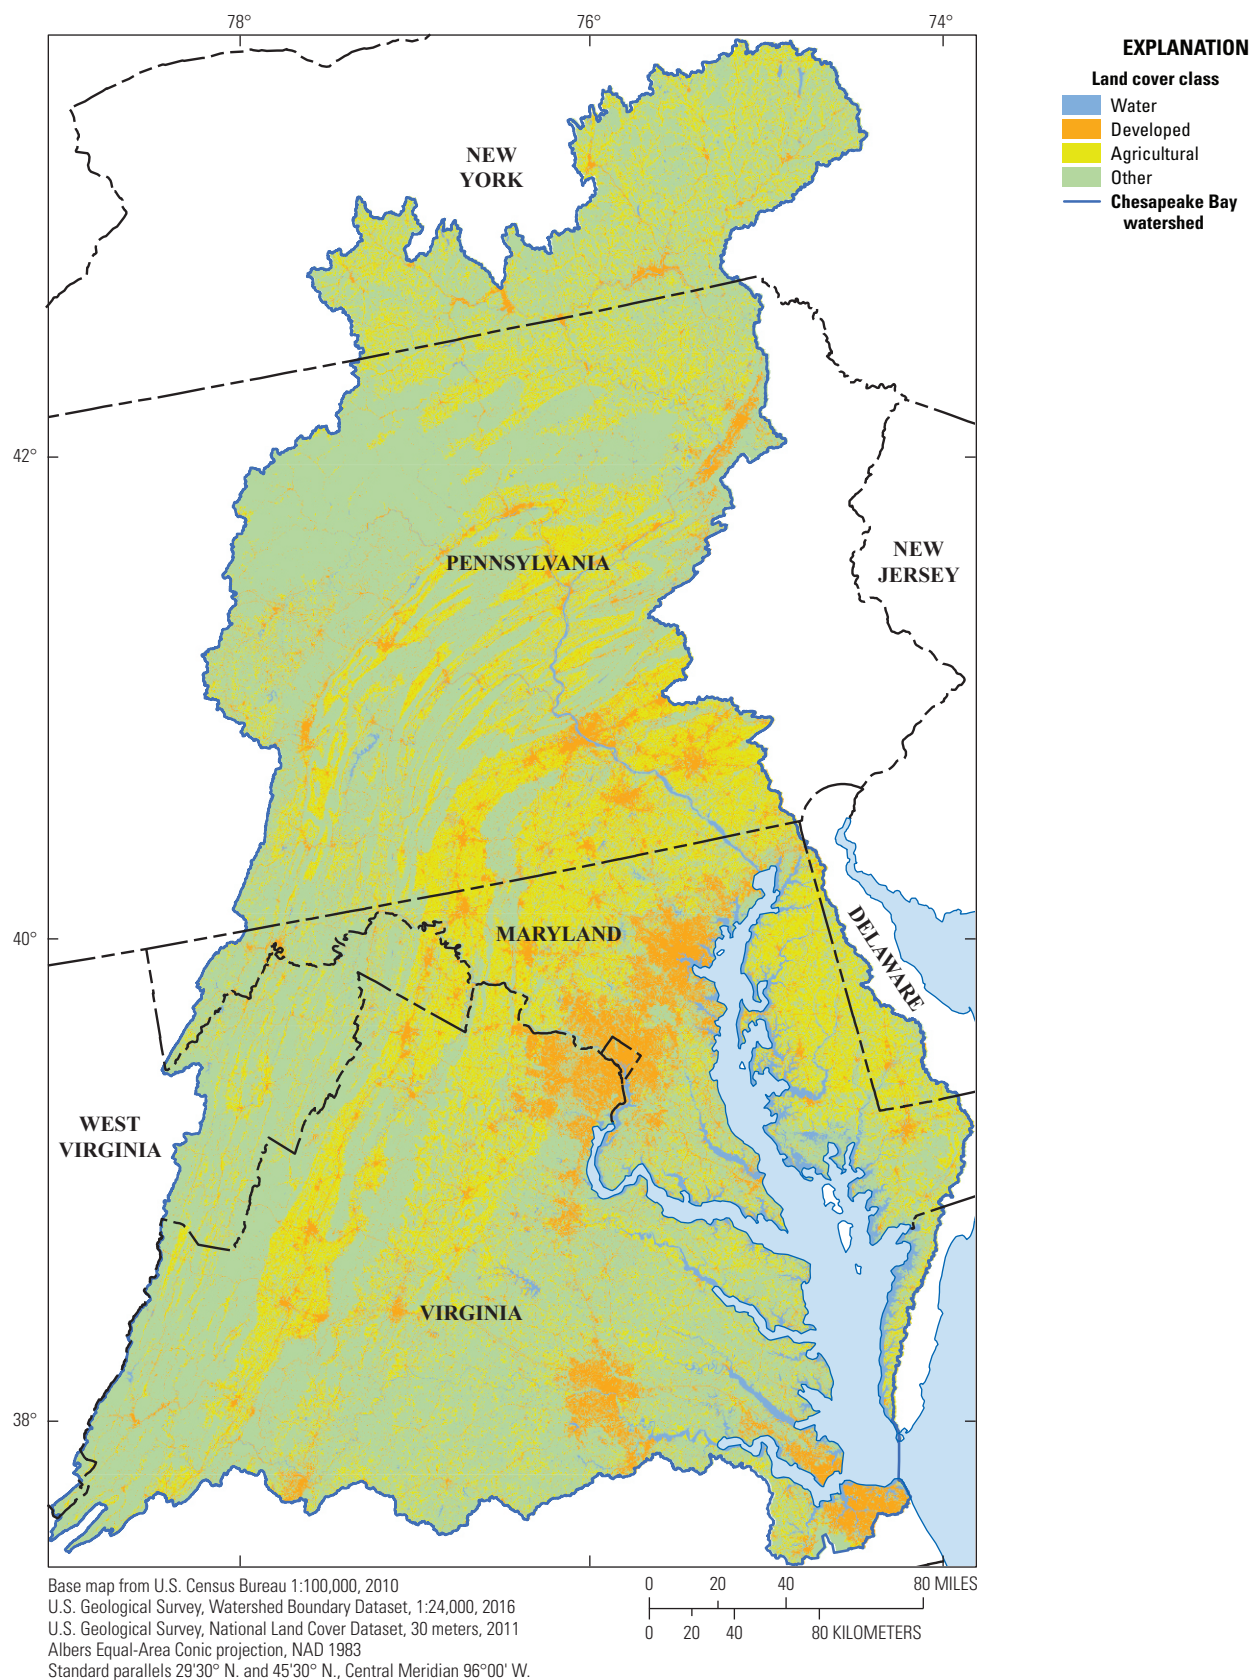 78°
76°
74°
EXPLANATION
Land cover class
Water
Developed
Agricultural
Other
Chesapeake Bay
watershed
NEW
YORK
42°
PENNSYLVANIA
NEW
JERSEY
40°
MARYLAND
DELAWARE
WEST
VIRGINIA
VIRGINIA
38°
Base map from U.S. Census Bureau 1:100,000, 2010
U.S. Geological Survey, Watershed Boundary Dataset, 1:24,000, 2016
U.S. Geological Survey, National Land Cover Dataset, 30 meters, 2011
Albers Equal-Area Conic projection, NAD 1983
Standard parallels 29'30° N. and 45'30° N., Central Meridian 96°00' W.
0 20 40 80 MILES
0 20 40 80 KILOMETERS